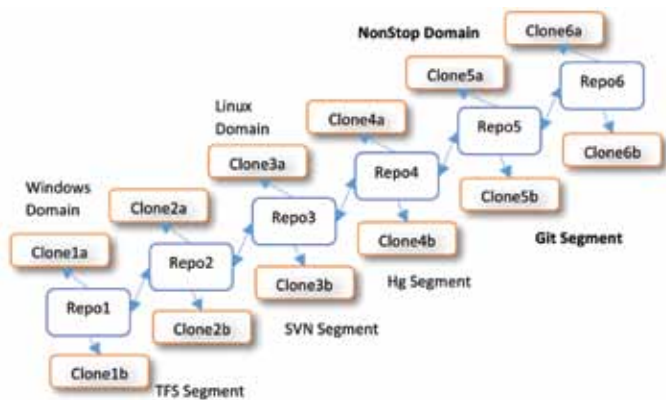 NonStop Domain
Clone6a
Clone5a
Repo6
Linux
Domain
Clone4a
Repo5
Clone6b
Clone3a
Repo4
Clone5b
Windows
Domain
Clone2a
Repo3
Clone4b
Git Segment
Clone1a
Repo2
Clone3b
Hg Segment
Repo1
Clone2b
SVN Segment
Clone1b
TFS Segment